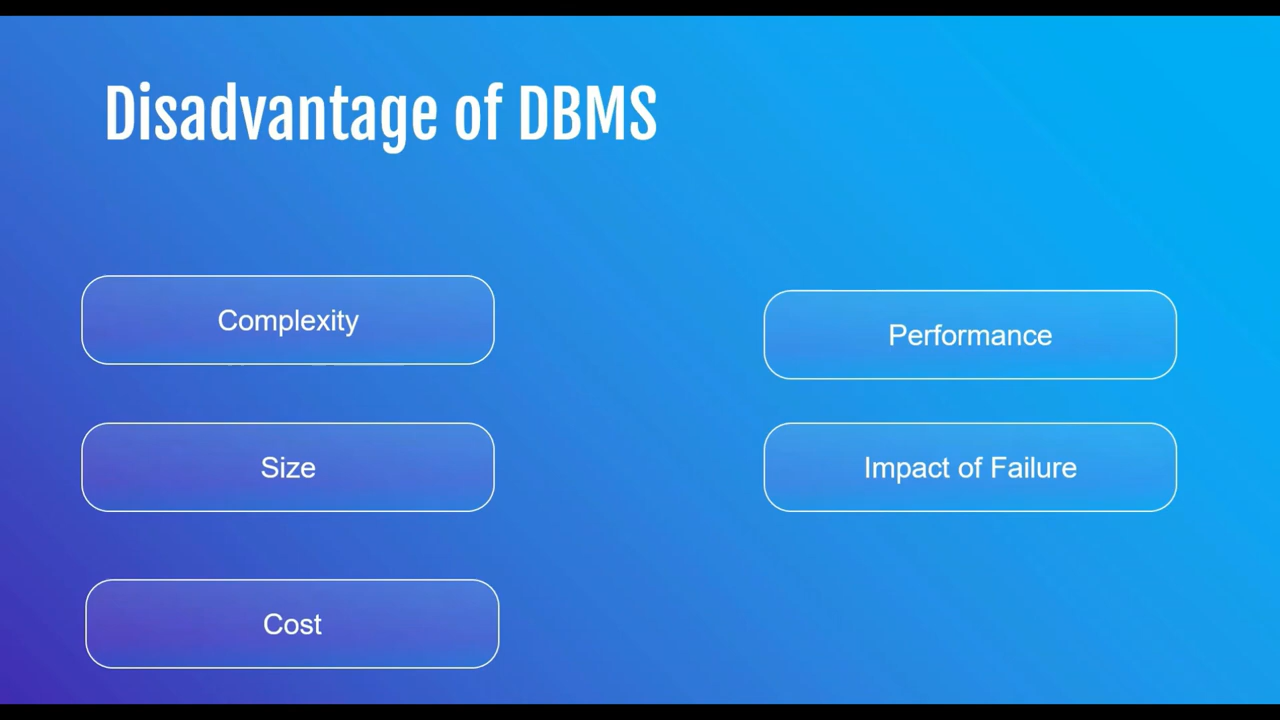 Disadvantage of DBMS
Complexity
Size
Cost
Performance
Impact of Failure